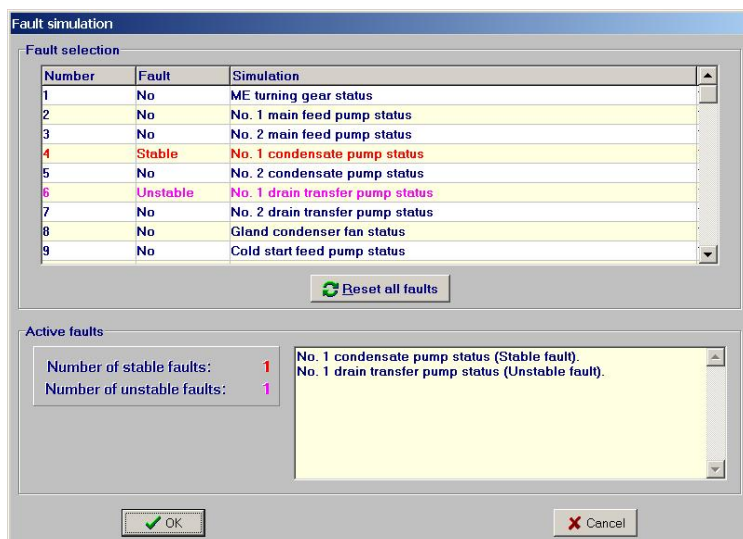 Fault simulation
Fault selection
Number Fault Simulation
1 No ME turning gear status
2 No No. 1 main feed pump status
3 No No. 2 main feed pump status
4 Stable No. 1 condensate pump status
5 No No. 2 condensate pump status
6 Unstable No. 1 drain transfer pump status
7 No No. 2 drain transfer pump status
8 No Gland condenser fan status
9 No Cold start feed pump status
Reset all faults
Active faults
Number of stable faults: 1
Number of unstable faults: 1
No. 1 condensate pump status (Stable fault).
No. 1 drain transfer pump status (Unstable fault).
OK Cancel